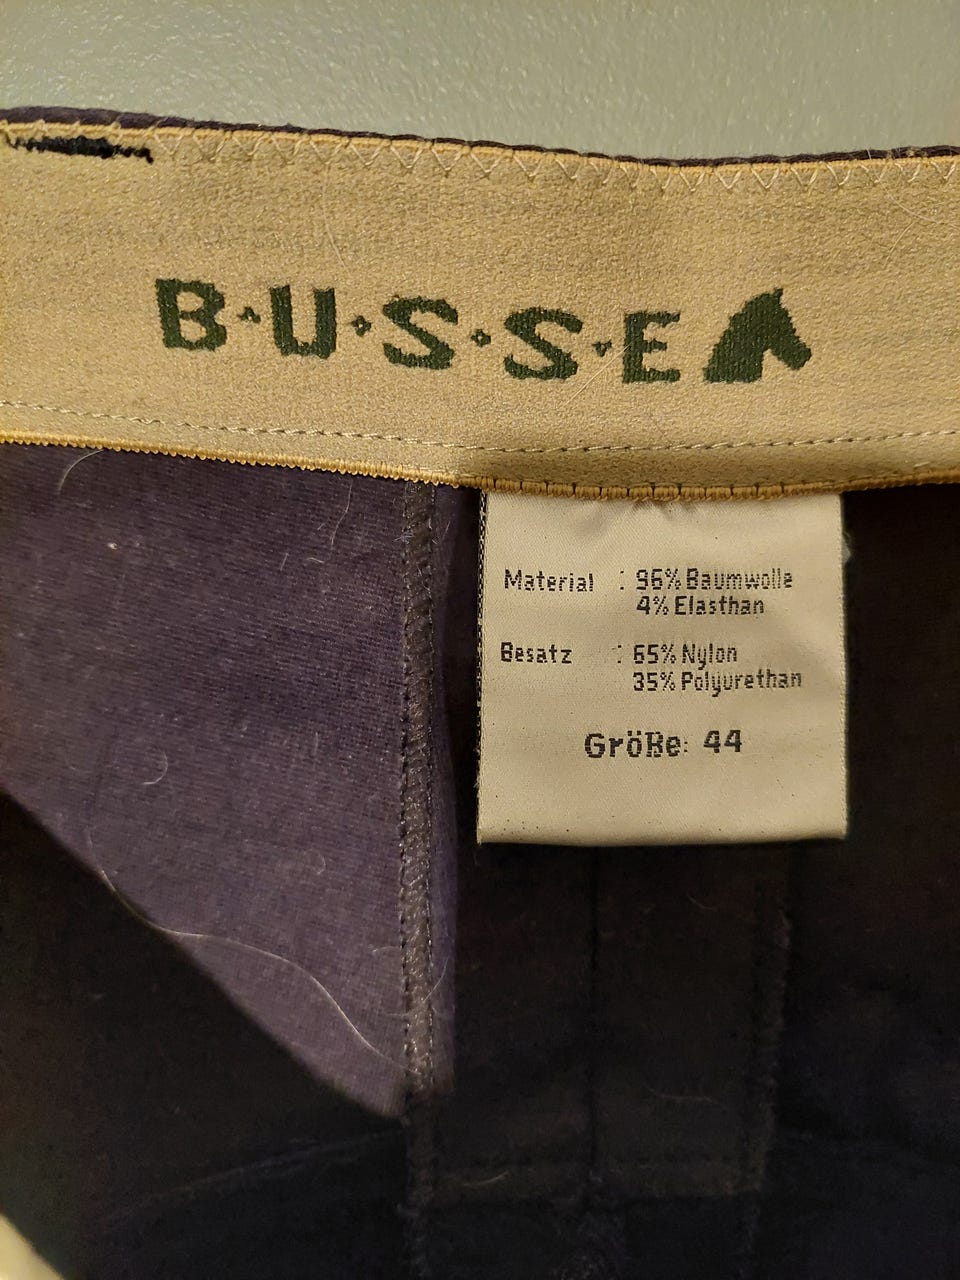 B·U·S·S·E
Material : 96% Baumwolle
4% Elasthan
Besatz : 65% Nylon
35% Polyurethan
Größe: 44